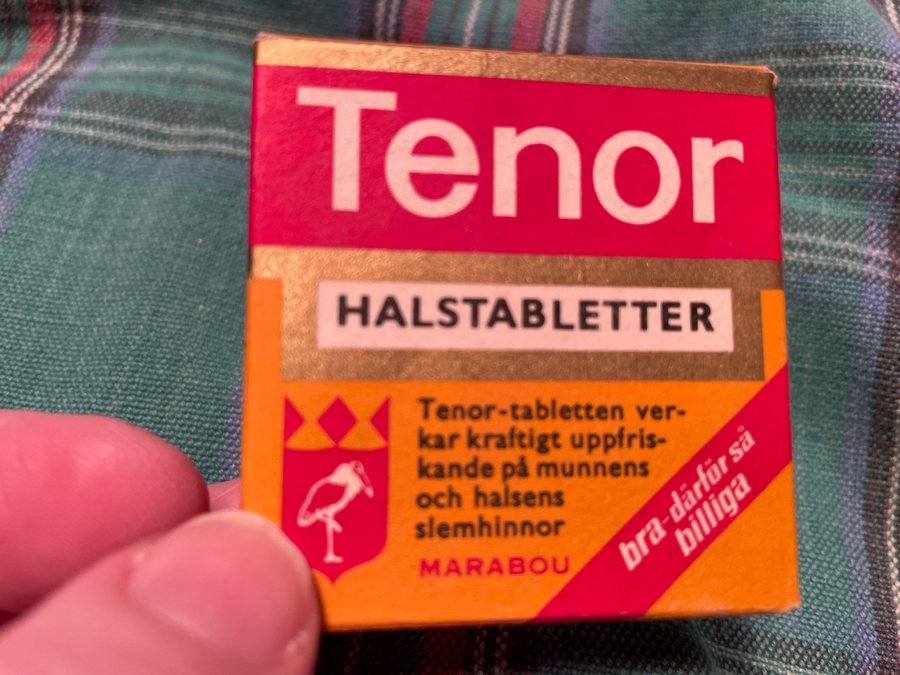 Tenor
HALSTABLETTER
Tenor-tabletten ver-
kar kraftigt uppfris-
kande på munnens
och halsens
slemhinnor
MARABOU
bra-därför så
billiga